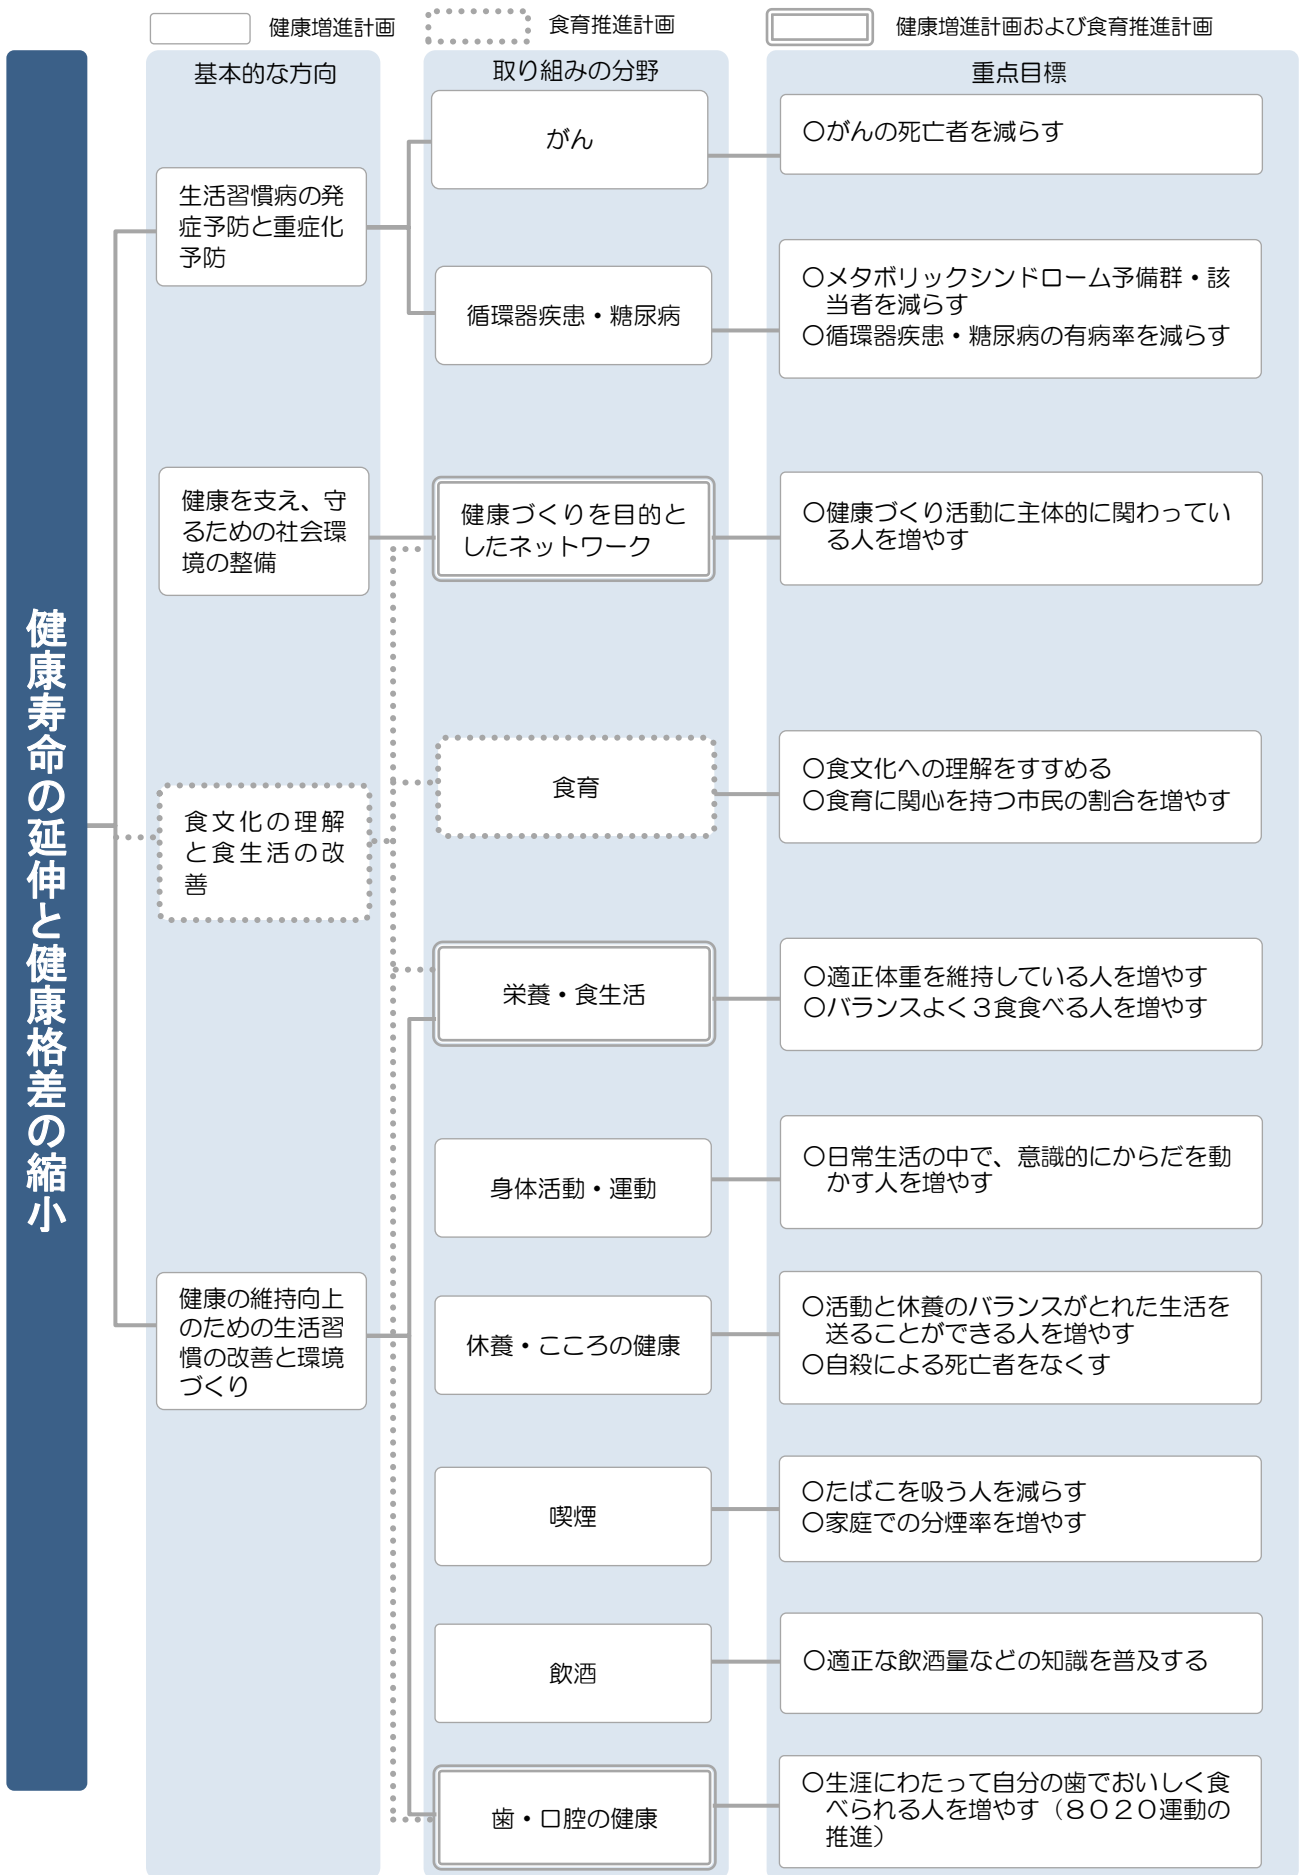 健康増進計画
食育推進計画
健康増進計画および食育推進計画
基本的な方向
取り組みの分野
重点目標
健康寿命の延伸と健康格差の縮小
生活習慣病の発
症予防と重症化
予防
がん
○がんの死亡者を減らす
循環器疾患・糖尿病
○メタボリックシンドローム予備群・該
当者を減らす
○循環器疾患・糖尿病の有病率を減らす
健康を支え、守
るための社会環
境の整備
健康づくりを目的と
したネットワーク
○健康づくり活動に主体的に関わってい
る人を増やす
食文化の理解
と食生活の改
善
食育
○食文化への理解をすすめる
○食育に関心を持つ市民の割合を増やす
栄養・食生活
○適正体重を維持している人を増やす
○バランスよく３食食べる人を増やす
身体活動・運動
○日常生活の中で、意識的にからだを動
かす人を増やす
健康の維持向上
のための生活習
慣の改善と環境
づくり
休養・こころの健康
○活動と休養のバランスがとれた生活を
送ることができる人を増やす
○自殺による死亡者をなくす
喫煙
○たばこを吸う人を減らす
○家庭での分煙率を増やす
飲酒
○適正な飲酒量などの知識を普及する
歯・口腔の健康
○生涯にわたって自分の歯でおいしく食
べられる人を増やす（８０２０運動の
推進）